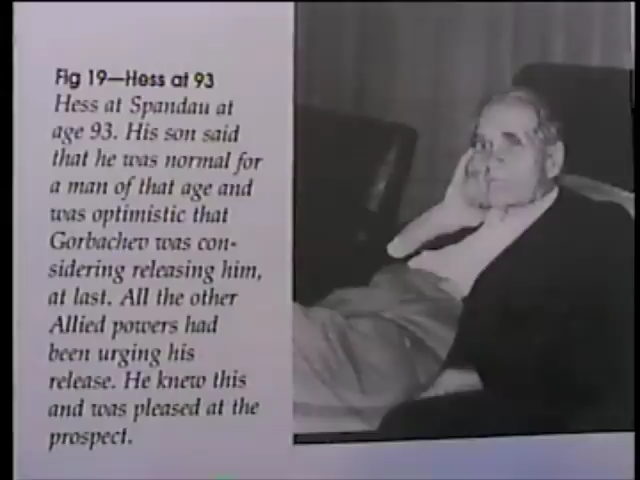 Fig 19—Hess at 93
Hess at Spandau at
age 93. His son said
that he was normal for
a man of that age and
was optimistic that
Gorbachev was con-
sidering releasing him,
at last. All the other
Allied powers had
been urging his
release. He knew this
and was pleased at the
prospect.